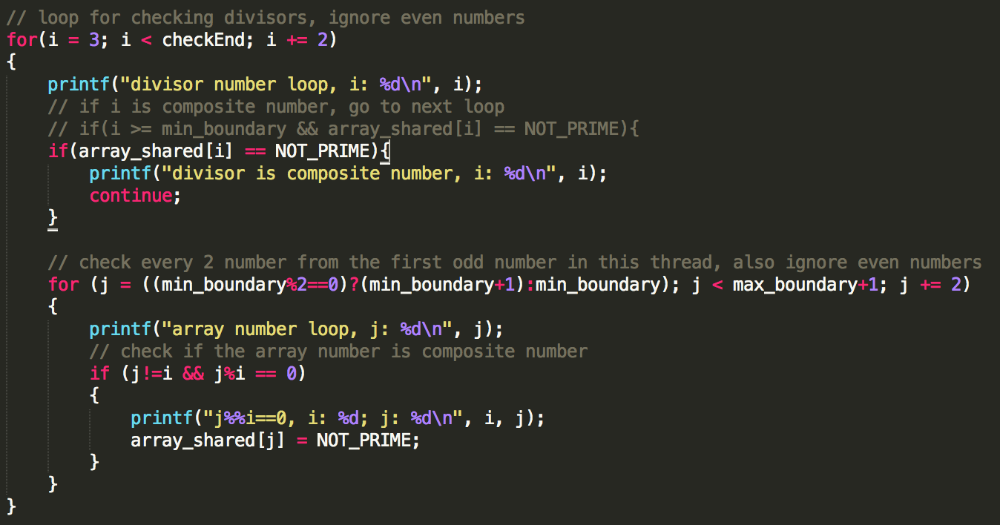 // loop for checking divisors, ignore even numbers
for(i = 3; i < checkEnd; i += 2)
{
    printf("divisor number loop, i: %d\n", i);
    // if i is composite number, go to next loop
    // if(i >= min_boundary && array_shared[i] == NOT_PRIME){
    if(array_shared[i] == NOT_PRIME){
        printf("divisor is composite number, i: %d\n", i);
        continue;
    }

    // check every 2 number from the first odd number in this thread, also ignore even numbers
    for (j = ((min_boundary%2==0)?(min_boundary+1):min_boundary); j < max_boundary+1; j += 2)
    {
        printf("array number loop, j: %d\n", j);
        // check if the array number is composite number
        if (j!=i && j%i == 0)
        {
            printf("j%%i==0, i: %d; j: %d\n", i, j);
            array_shared[j] = NOT_PRIME;
        }
    }
}